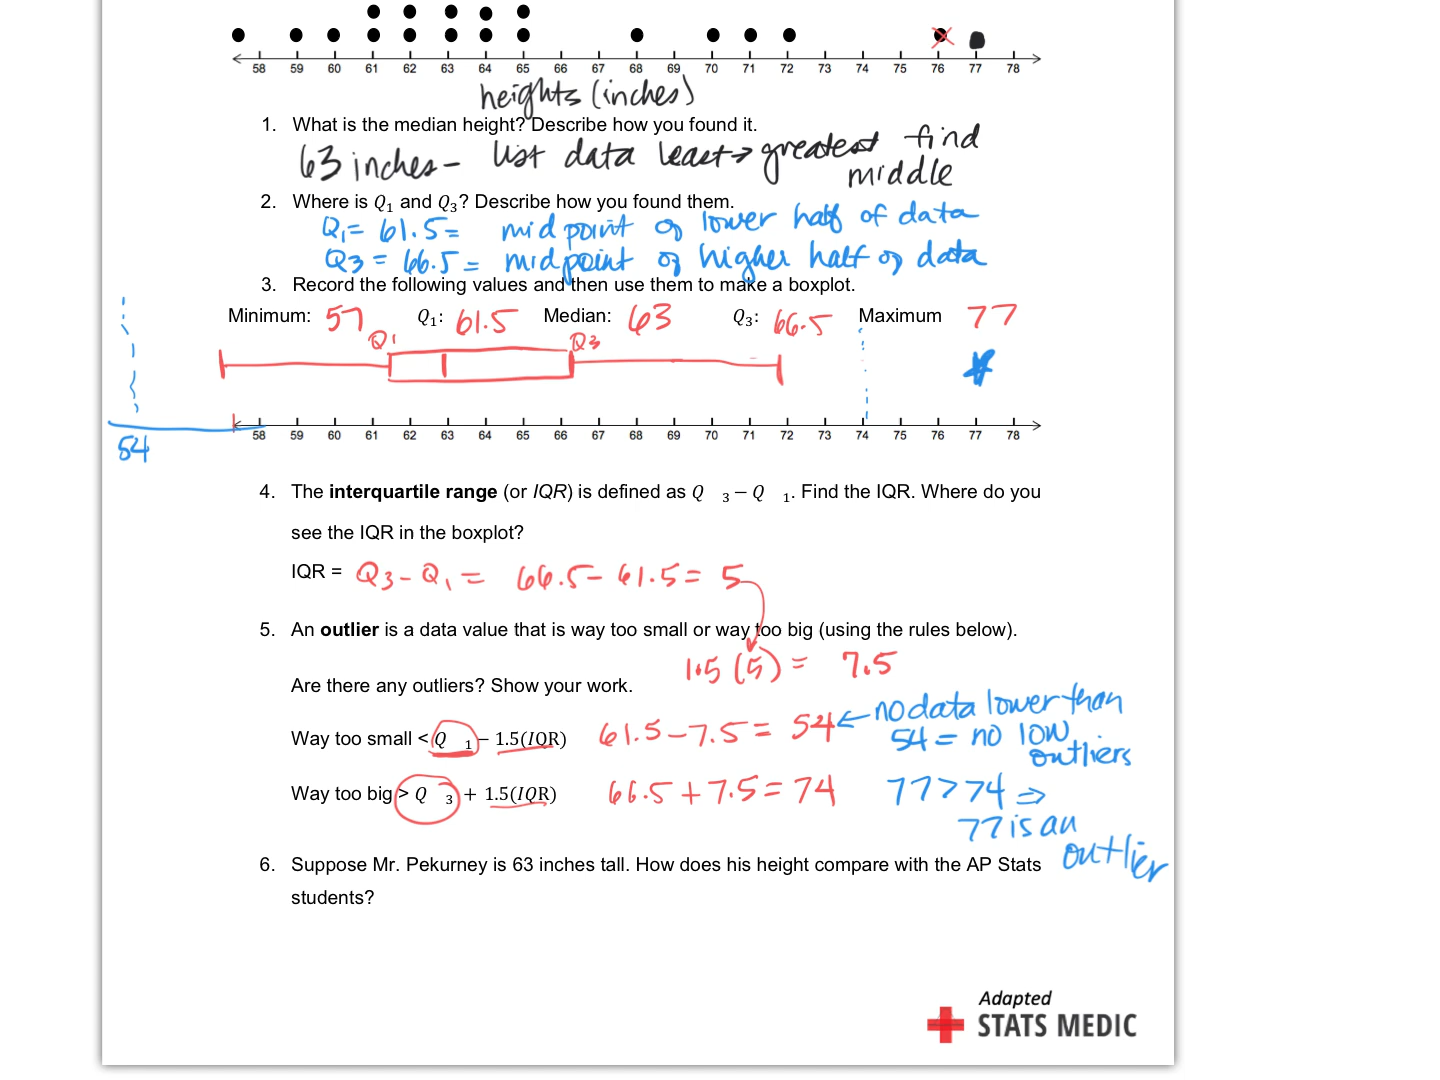 58 59 60 61 62 63 64 65 66 67 68 69 70 71 72 73 74 75 76 77 78
heights (inches)
1. What is the median height? Describe how you found it.
63 inches - list data least → greatest find
middle
2. Where is Q1 and Q3? Describe how you found them.
Q1 = 61.5 = midpoint of lower half of data
Q3 = 66.5 = midpoint of higher half of data
3. Record the following values and then use them to make a boxplot.
Minimum: 57 Q1: 61.5 Median: 63 Q3: 66.5 Maximum 77
Q1 Q3
58 59 60 61 62 63 64 65 66 67 68 69 70 71 72 73 74 75 76 77 78
54
4. The interquartile range (or IQR) is defined as Q 3 − Q 1. Find the IQR. Where do you
see the IQR in the boxplot?
IQR = Q3 - Q1 = 66.5 - 61.5 = 5
5. An outlier is a data value that is way too small or way too big (using the rules below).
1.5 (5) = 7.5
Are there any outliers? Show your work.
Way too small < Q 1 − 1.5(IQR) 61.5 - 7.5 = 54 ← no data lower than
54 = no low
outliers
Way too big > Q 3 + 1.5(IQR) 66.5 + 7.5 = 74 77 > 74 ⇒
77 is an
outlier
6. Suppose Mr. Pekurney is 63 inches tall. How does his height compare with the AP Stats
students?
Adapted
STATS MEDIC